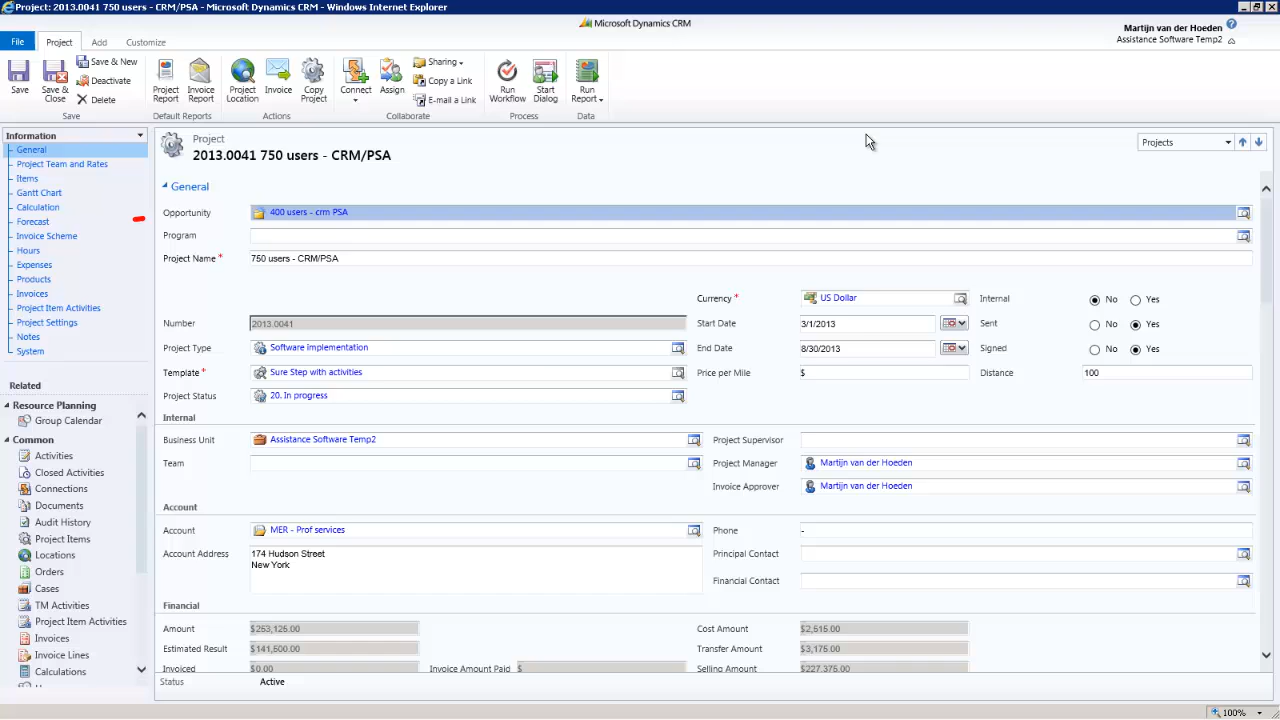 Project: 2013.0041 750 users - CRM/PSA - Microsoft Dynamics CRM - Windows Internet Explorer
Microsoft Dynamics CRM
Martijn van der Hoeden
Assistance Software Temp2
File Project Add Customize
Save
Save & Close
Save & New
Deactivate
Delete
Save
Project Report
Invoice Report
Default Reports
Project Location
Invoice
Copy Project
Actions
Connect
Assign
Sharing
Copy a Link
E-mail a Link
Collaborate
Run Workflow
Start Dialog
Process
Run Report
Data
Information
General
Project Team and Rates
Items
Gantt Chart
Calculation
Forecast
Invoice Scheme
Hours
Expenses
Products
Invoices
Project Item Activities
Project Settings
Notes
System
Related
Resource Planning
Group Calendar
Common
Activities
Closed Activities
Connections
Documents
Audit History
Project Items
Locations
Orders
Cases
TM Activities
Project Item Activities
Invoices
Invoice Lines
Calculations
Project
2013.0041 750 users - CRM/PSA
Projects
General
Opportunity 400 users - crm PSA
Program
Project Name * 750 users - CRM/PSA
Currency * US Dollar Internal No Yes
Number 2013.0041 Start Date 3/1/2013 Sent No Yes
Project Type Software implementation End Date 8/30/2013 Signed No Yes
Template * Sure Step with activities Price per Mile $ Distance 100
Project Status 20. In progress
Internal
Business Unit Assistance Software Temp2 Project Supervisor
Team Project Manager Martijn van der Hoeden
Invoice Approver Martijn van der Hoeden
Account
Account MER - Prof services Phone -
Account Address 174 Hudson Street Principal Contact
New York
Financial Contact
Financial
Amount $253,125.00 Cost Amount $2,515.00
Estimated Result $141,500.00 Transfer Amount $3,175.00
Invoiced $0.00 Invoice Amount Paid $ Selling Amount $227,375.00
Status Active
100%